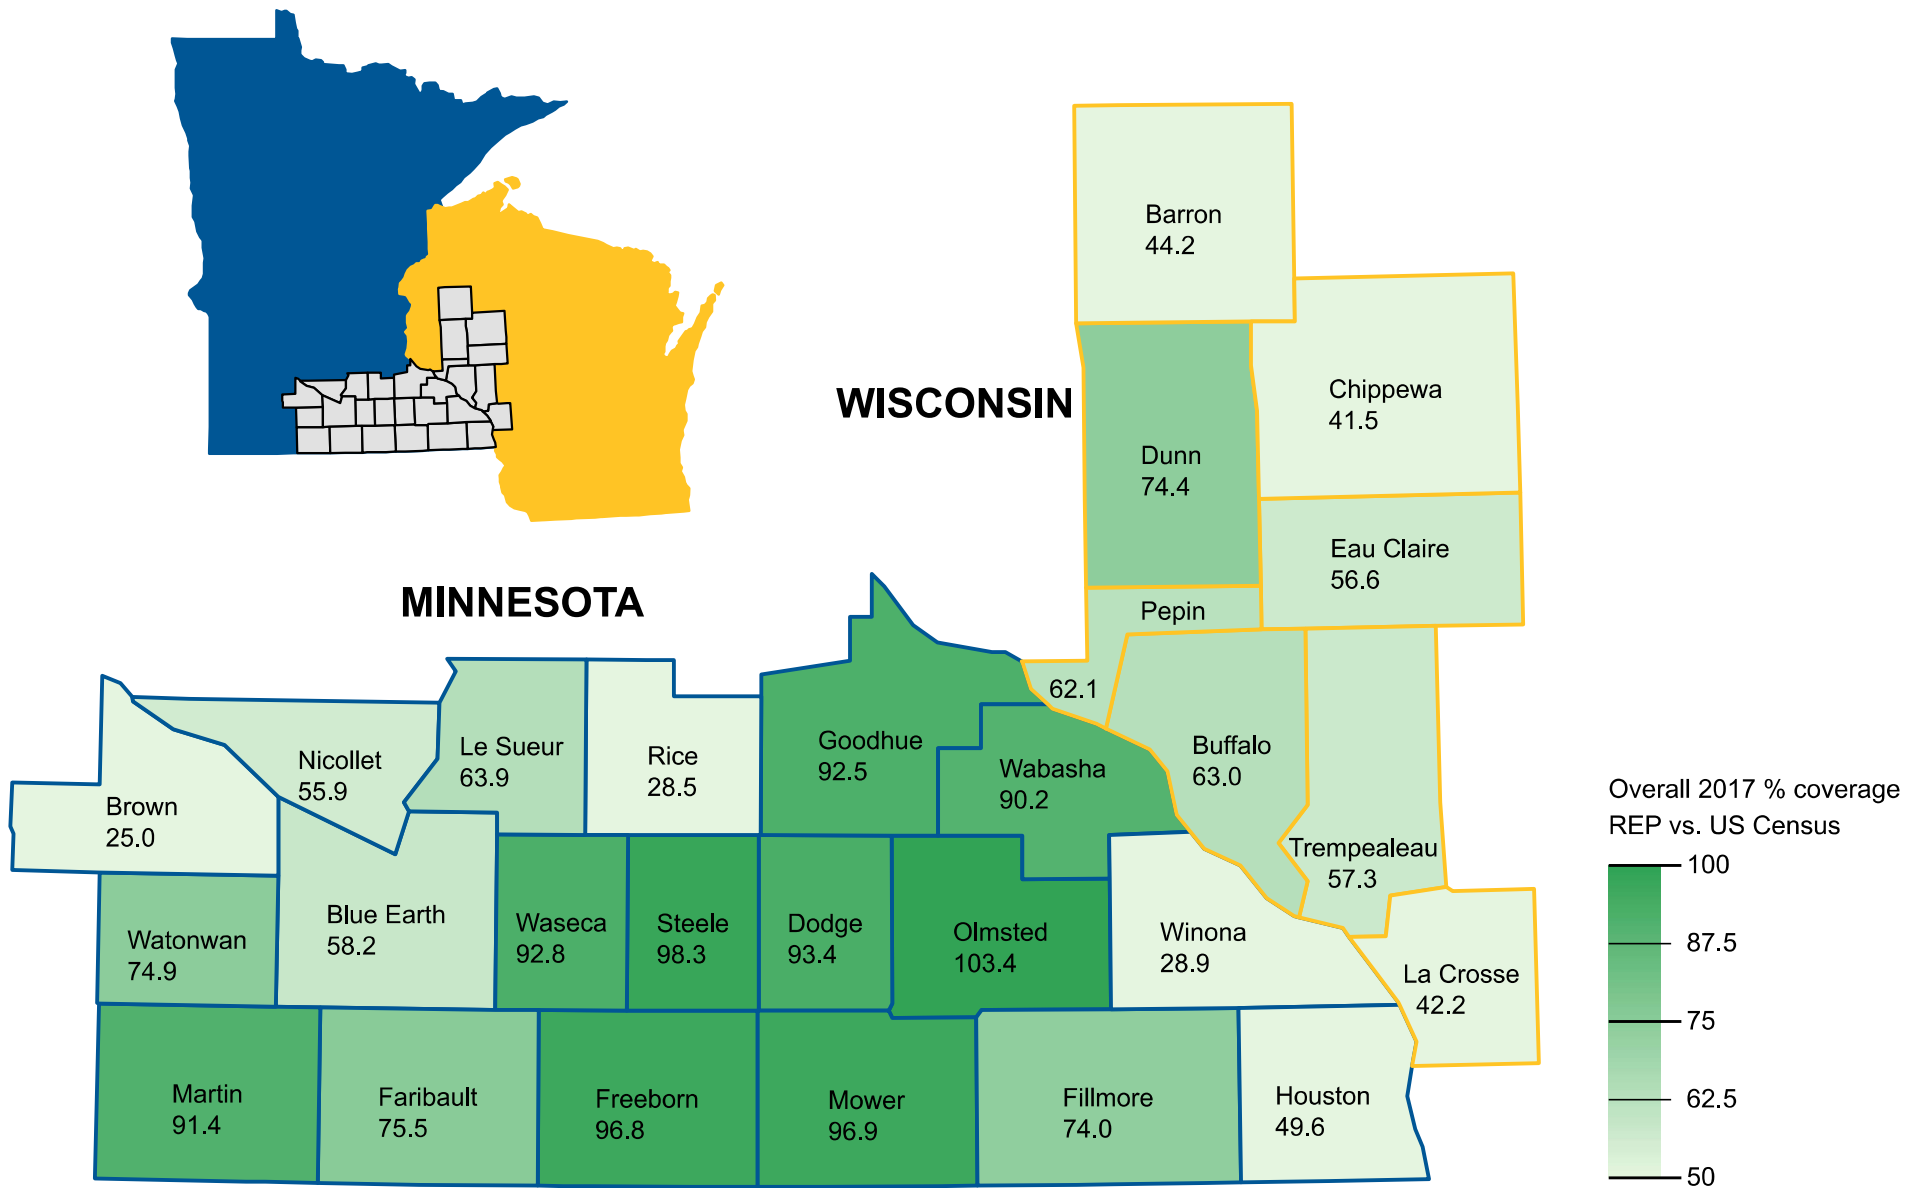 WISCONSIN
Barron
44.2
Chippewa
41.5
Dunn
74.4
Eau Claire
56.6
Pepin
62.1
Buffalo
63.0
Trempealeau
57.3
La Crosse
42.2
MINNESOTA
Brown
25.0
Nicollet
55.9
Le Sueur
63.9
Rice
28.5
Goodhue
92.5
Wabasha
90.2
Watonwan
74.9
Blue Earth
58.2
Waseca
92.8
Steele
98.3
Dodge
93.4
Olmsted
103.4
Winona
28.9
Martin
91.4
Faribault
75.5
Freeborn
96.8
Mower
96.9
Fillmore
74.0
Houston
49.6
Overall 2017 % coverage
REP vs. US Census
100
87.5
75
62.5
50